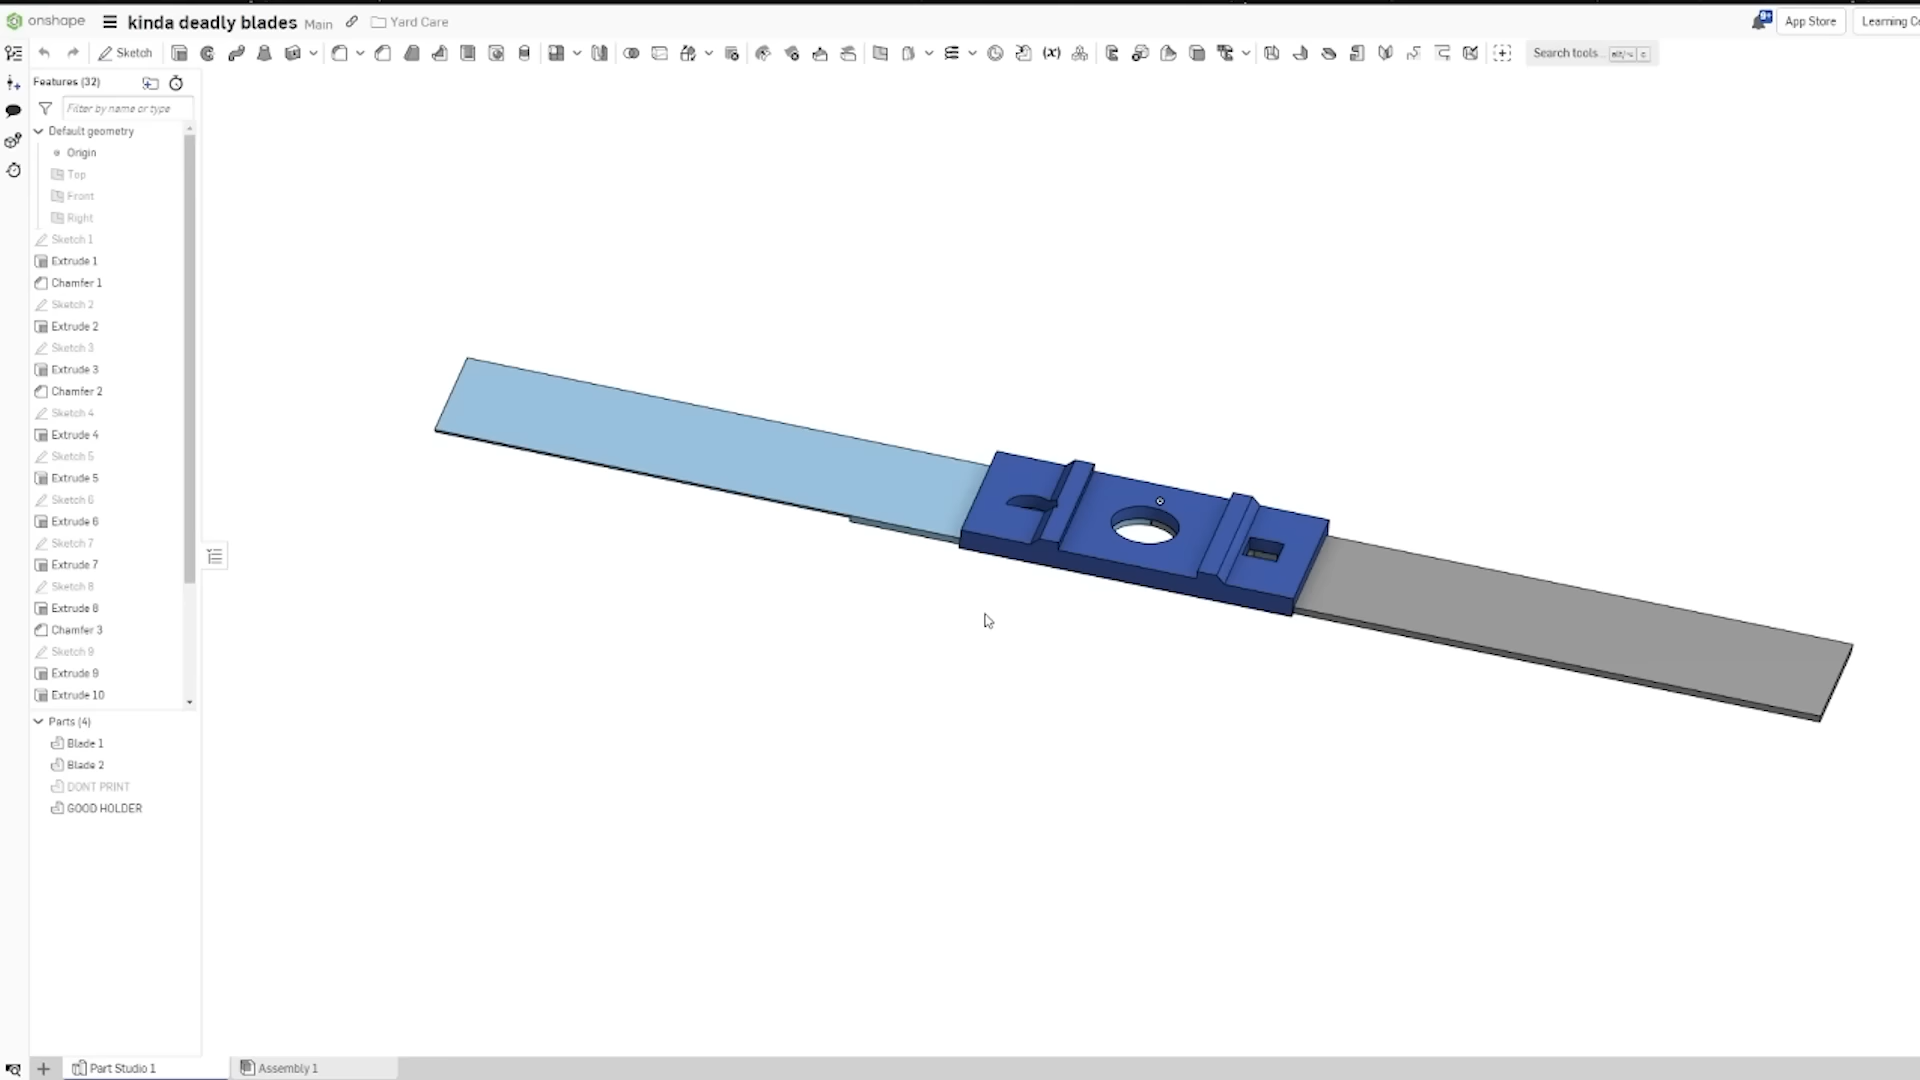 onshape
kinda deadly blades Main Yard Care
App Store
Learning Ce
Sketch
(x)
Search tools... alt/⌥ c
Features (32)
Filter by name or type
Default geometry
Origin
Top
Front
Right
Sketch 1
Extrude 1
Chamfer 1
Sketch 2
Extrude 2
Sketch 3
Extrude 3
Chamfer 2
Sketch 4
Extrude 4
Sketch 5
Extrude 5
Sketch 6
Extrude 6
Sketch 7
Extrude 7
Sketch 8
Extrude 8
Chamfer 3
Sketch 9
Extrude 9
Extrude 10
Parts (4)
Blade 1
Blade 2
DONT PRINT
GOOD HOLDER
Part Studio 1
Assembly 1